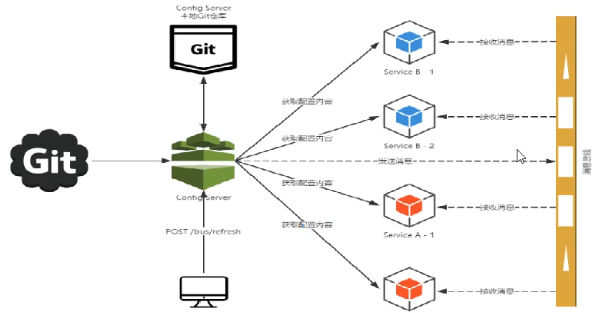 Config Server
本地Git仓库
Git
Service B - 1
接收消息
获取配置内容
Service B - 2
接收消息
获取配置内容
Git
发送消息
消息总线
Config Server
获取配置内容
Service A - 1
接收消息
POST /bus/refresh
获取配置内容
接收消息